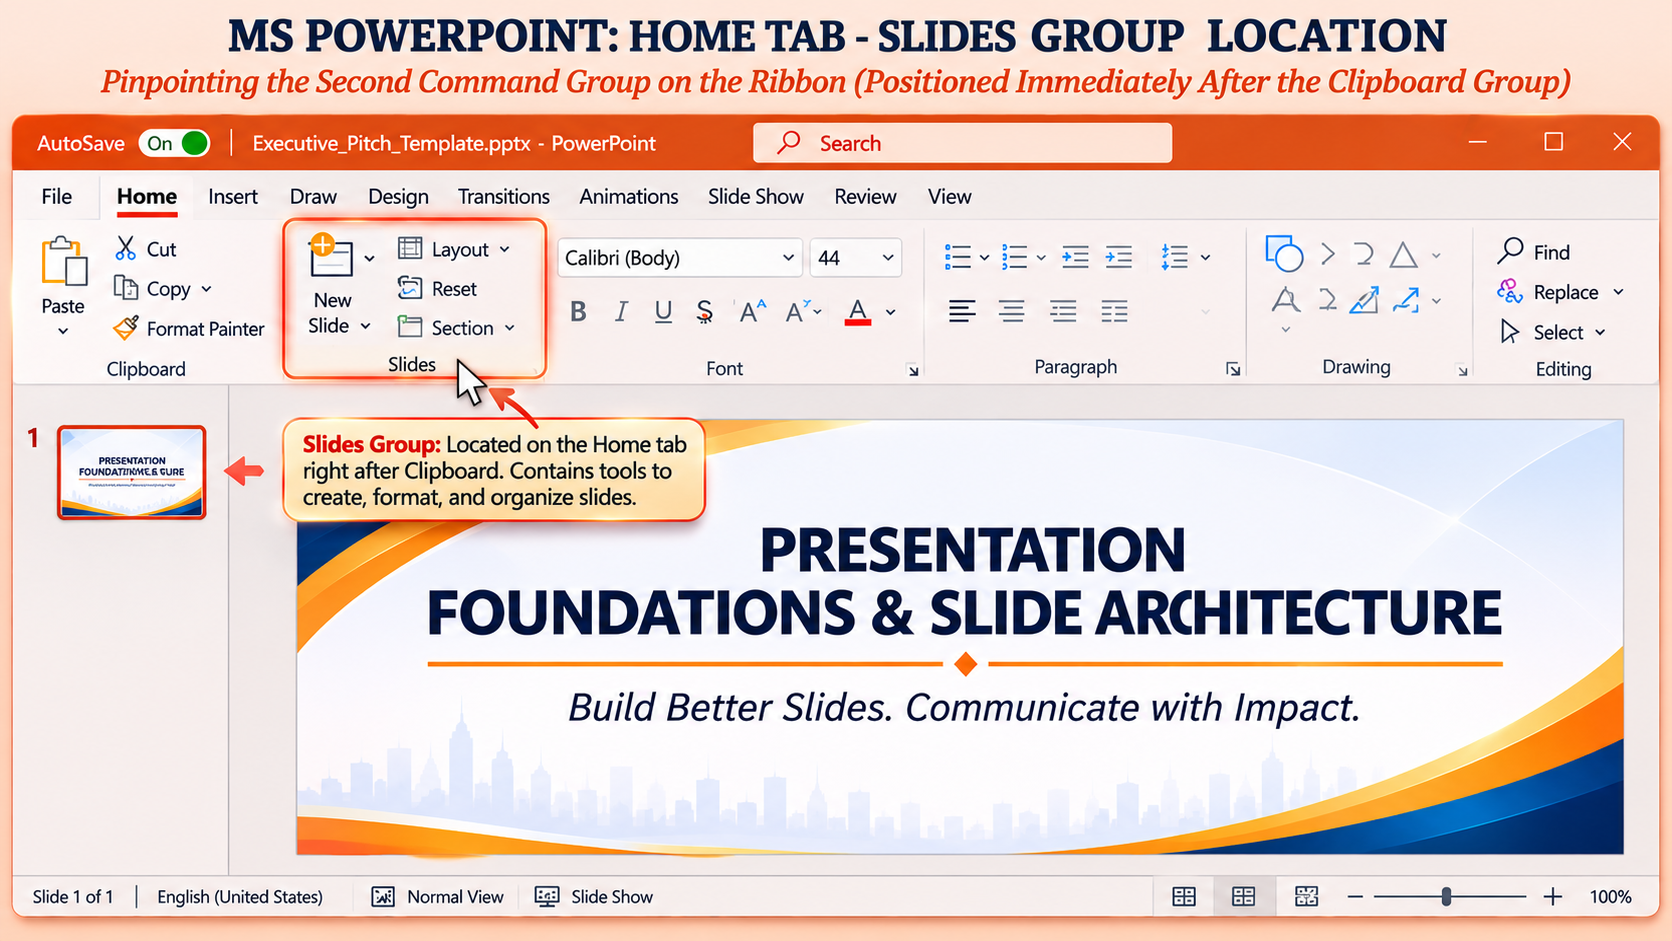 MS POWERPOINT: HOME TAB - SLIDES GROUP LOCATION
Pinpointing the Second Command Group on the Ribbon (Positioned Immediately After the Clipboard Group)
AutoSave On Executive_Pitch_Template.pptx - PowerPoint Search
File Home Insert Draw Design Transitions Animations Slide Show Review View
Paste
Cut
Copy
Format Painter
Clipboard
New
Slide
Layout
Reset
Section
Slides
Calibri (Body) 44
B I U S A A A
Font
Paragraph
Drawing
Find
Replace
Select
Editing
1
PRESENTATION
Slides Group: Located on the Home tab
right after Clipboard. Contains tools to
create, format, and organize slides.
PRESENTATION
FOUNDATIONS & SLIDE ARCHITECTURE
Build Better Slides. Communicate with Impact.
Slide 1 of 1 English (United States) Normal View Slide Show 100%